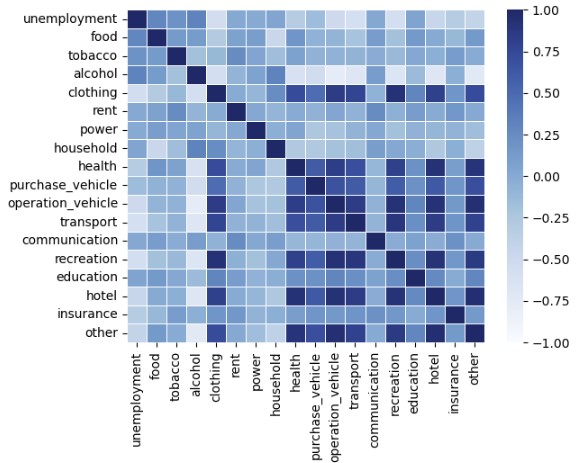 unemployment
food
tobacco
alcohol
clothing
rent
power
household
health
purchase_vehicle
operation_vehicle
transport
communication
recreation
education
hotel
insurance
other
1.00
0.75
0.50
0.25
0.00
−0.25
−0.50
−0.75
−1.00
unemployment
food
tobacco
alcohol
clothing
rent
power
household
health
purchase_vehicle
operation_vehicle
transport
communication
recreation
education
hotel
insurance
other